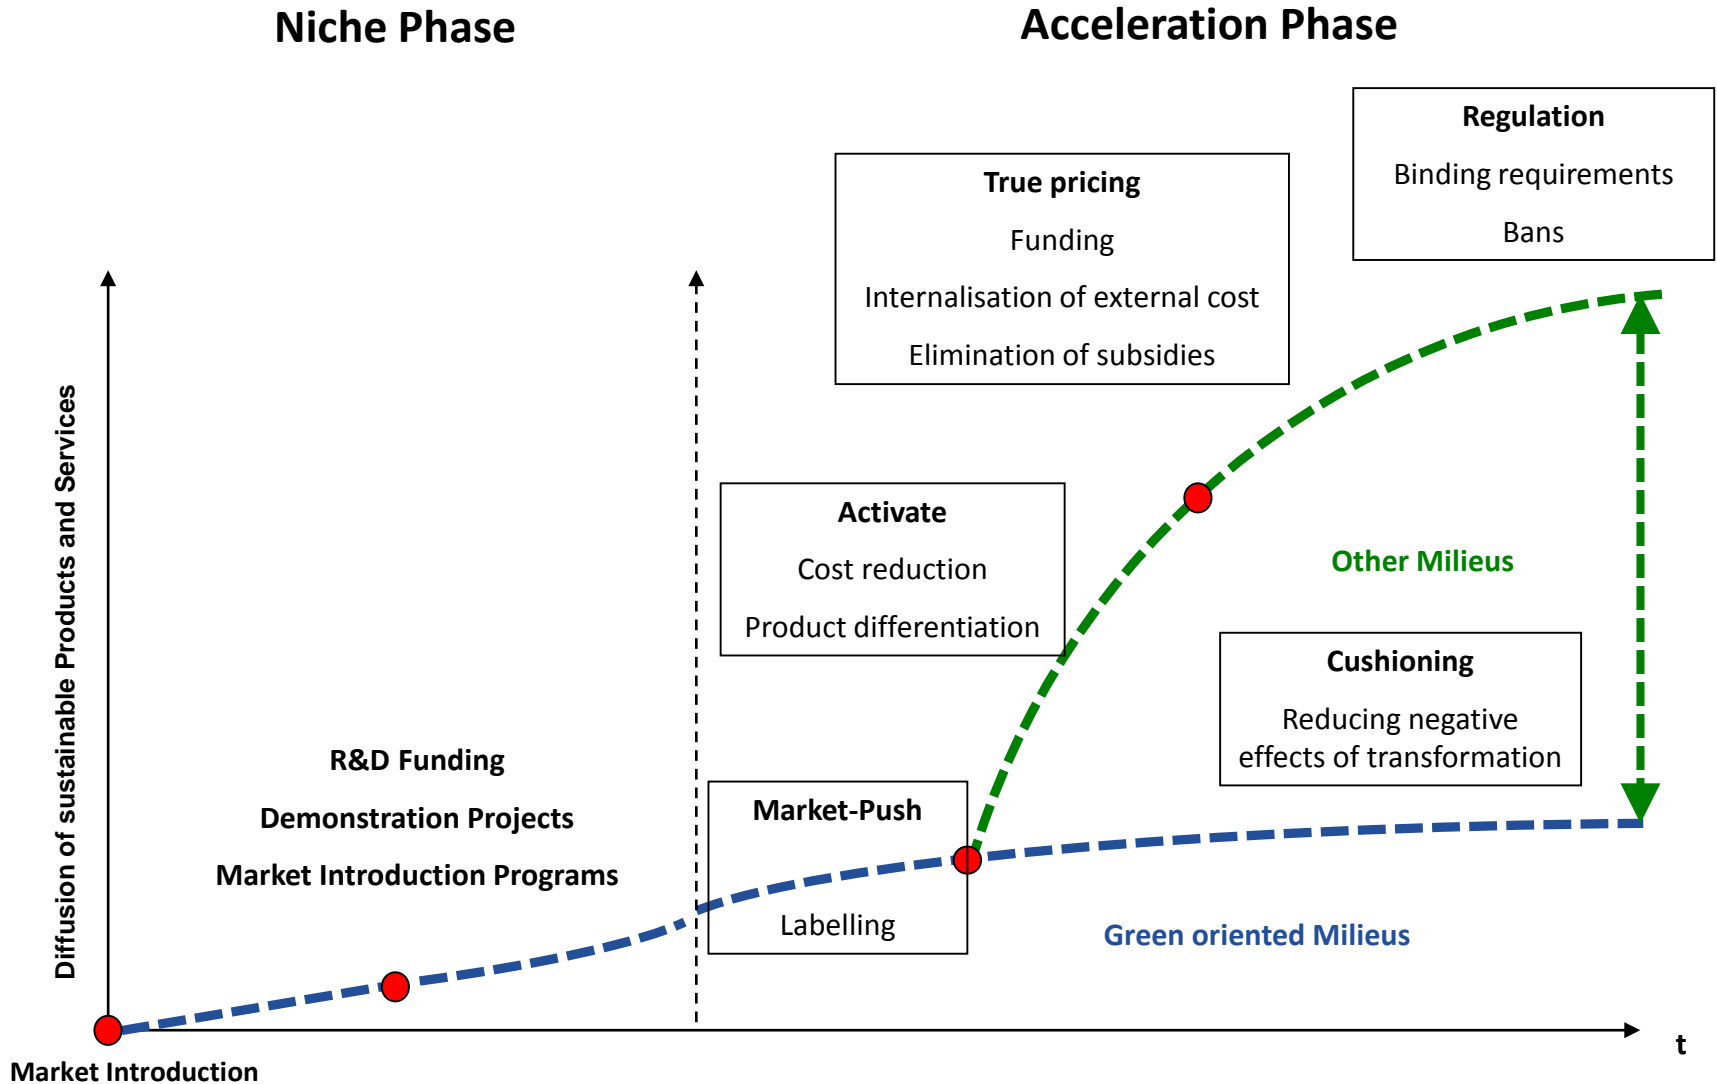 Niche Phase
Acceleration Phase
Regulation
Binding requirements
Bans
True pricing
Funding
Internalisation of external cost
Elimination of subsidies
Diffusion of sustainable Products and Services
Activate
Cost reduction
Product differentiation
Other Milieus
Cushioning
Reducing negative
effects of transformation
R&D Funding
Demonstration Projects
Market Introduction Programs
Market-Push
Labelling
Green oriented Milieus
t
Market Introduction